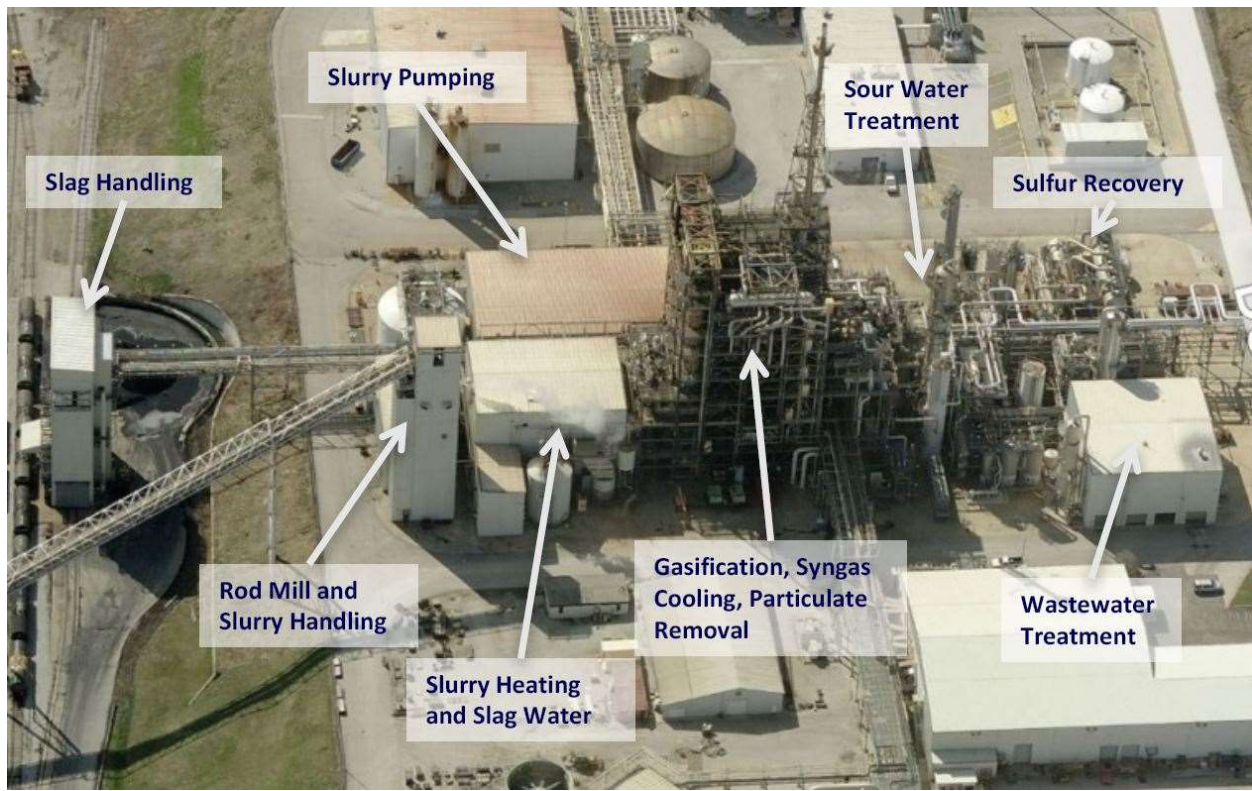 Slurry Pumping
Sour Water
Treatment
Slag Handling
Sulfur Recovery
Rod Mill and
Slurry Handling
Gasification, Syngas
Cooling, Particulate
Removal
Wastewater
Treatment
Slurry Heating
and Slag Water